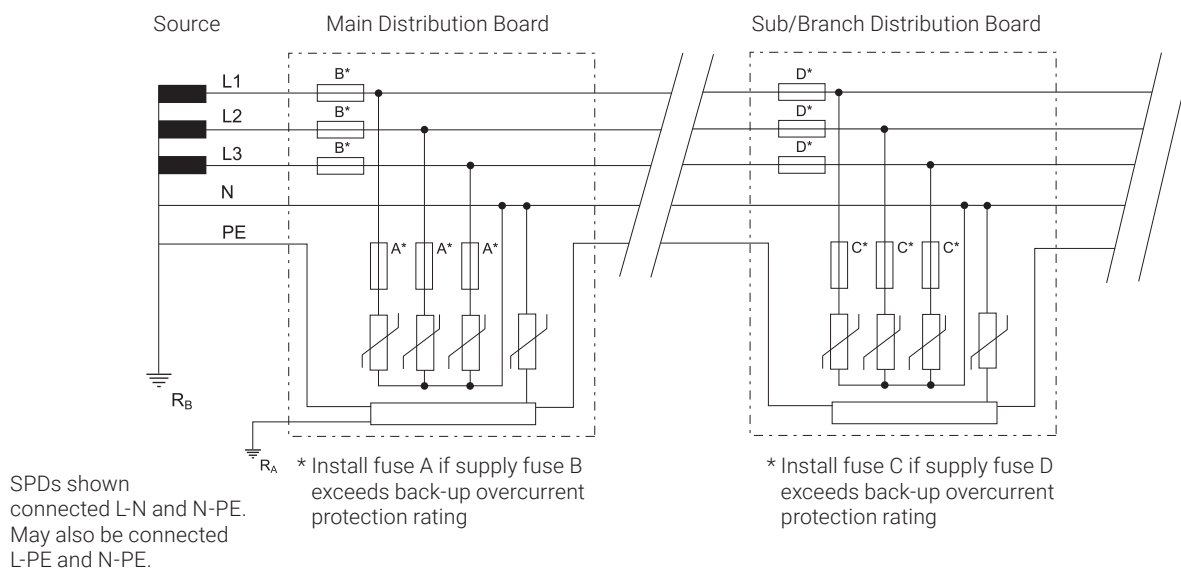 Source
Main Distribution Board
Sub/Branch Distribution Board
L1
B*
D*
L2
B*
D*
L3
B*
D*
N
PE
A*
A*
A*
C*
C*
C*
RB
RA
* Install fuse A if supply fuse B
exceeds back-up overcurrent
protection rating
* Install fuse C if supply fuse D
exceeds back-up overcurrent
protection rating
SPDs shown
connected L-N and N-PE.
May also be connected
L-PE and N-PE.